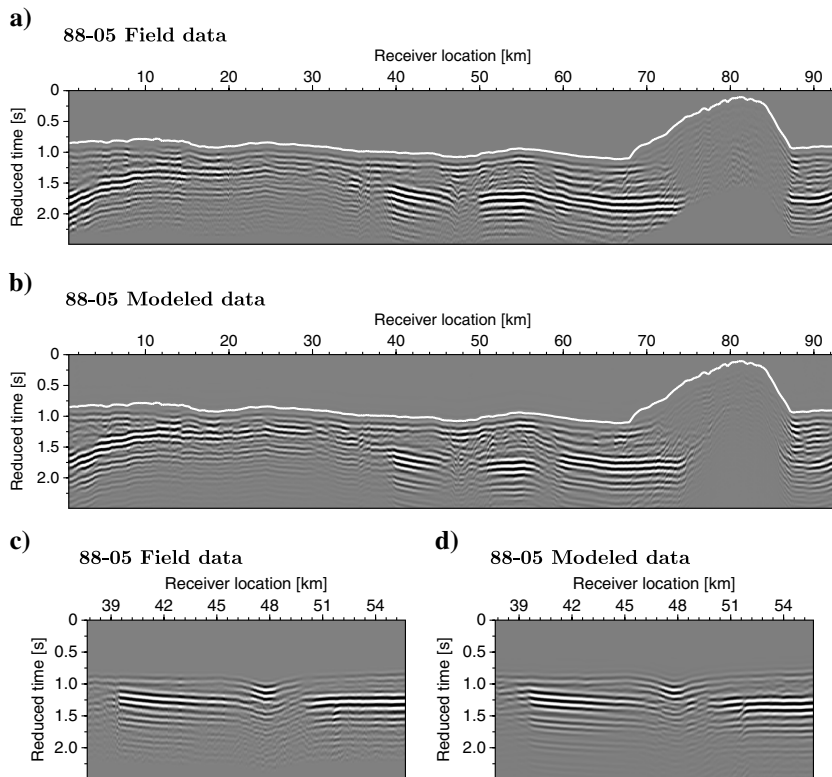 a)
88-05 Field data
Receiver location [km]
10 20 30 40 50 60 70 80 90
0
0.5
1.0
1.5
2.0
Reduced time [s]
b)
88-05 Modeled data
Receiver location [km]
10 20 30 40 50 60 70 80 90
0
0.5
1.0
1.5
2.0
Reduced time [s]
c)
88-05 Field data
Receiver location [km]
39 42 45 48 51 54
0
0.5
1.0
1.5
2.0
Reduced time [s]
d)
88-05 Modeled data
Receiver location [km]
39 42 45 48 51 54
0
0.5
1.0
1.5
2.0
Reduced time [s]